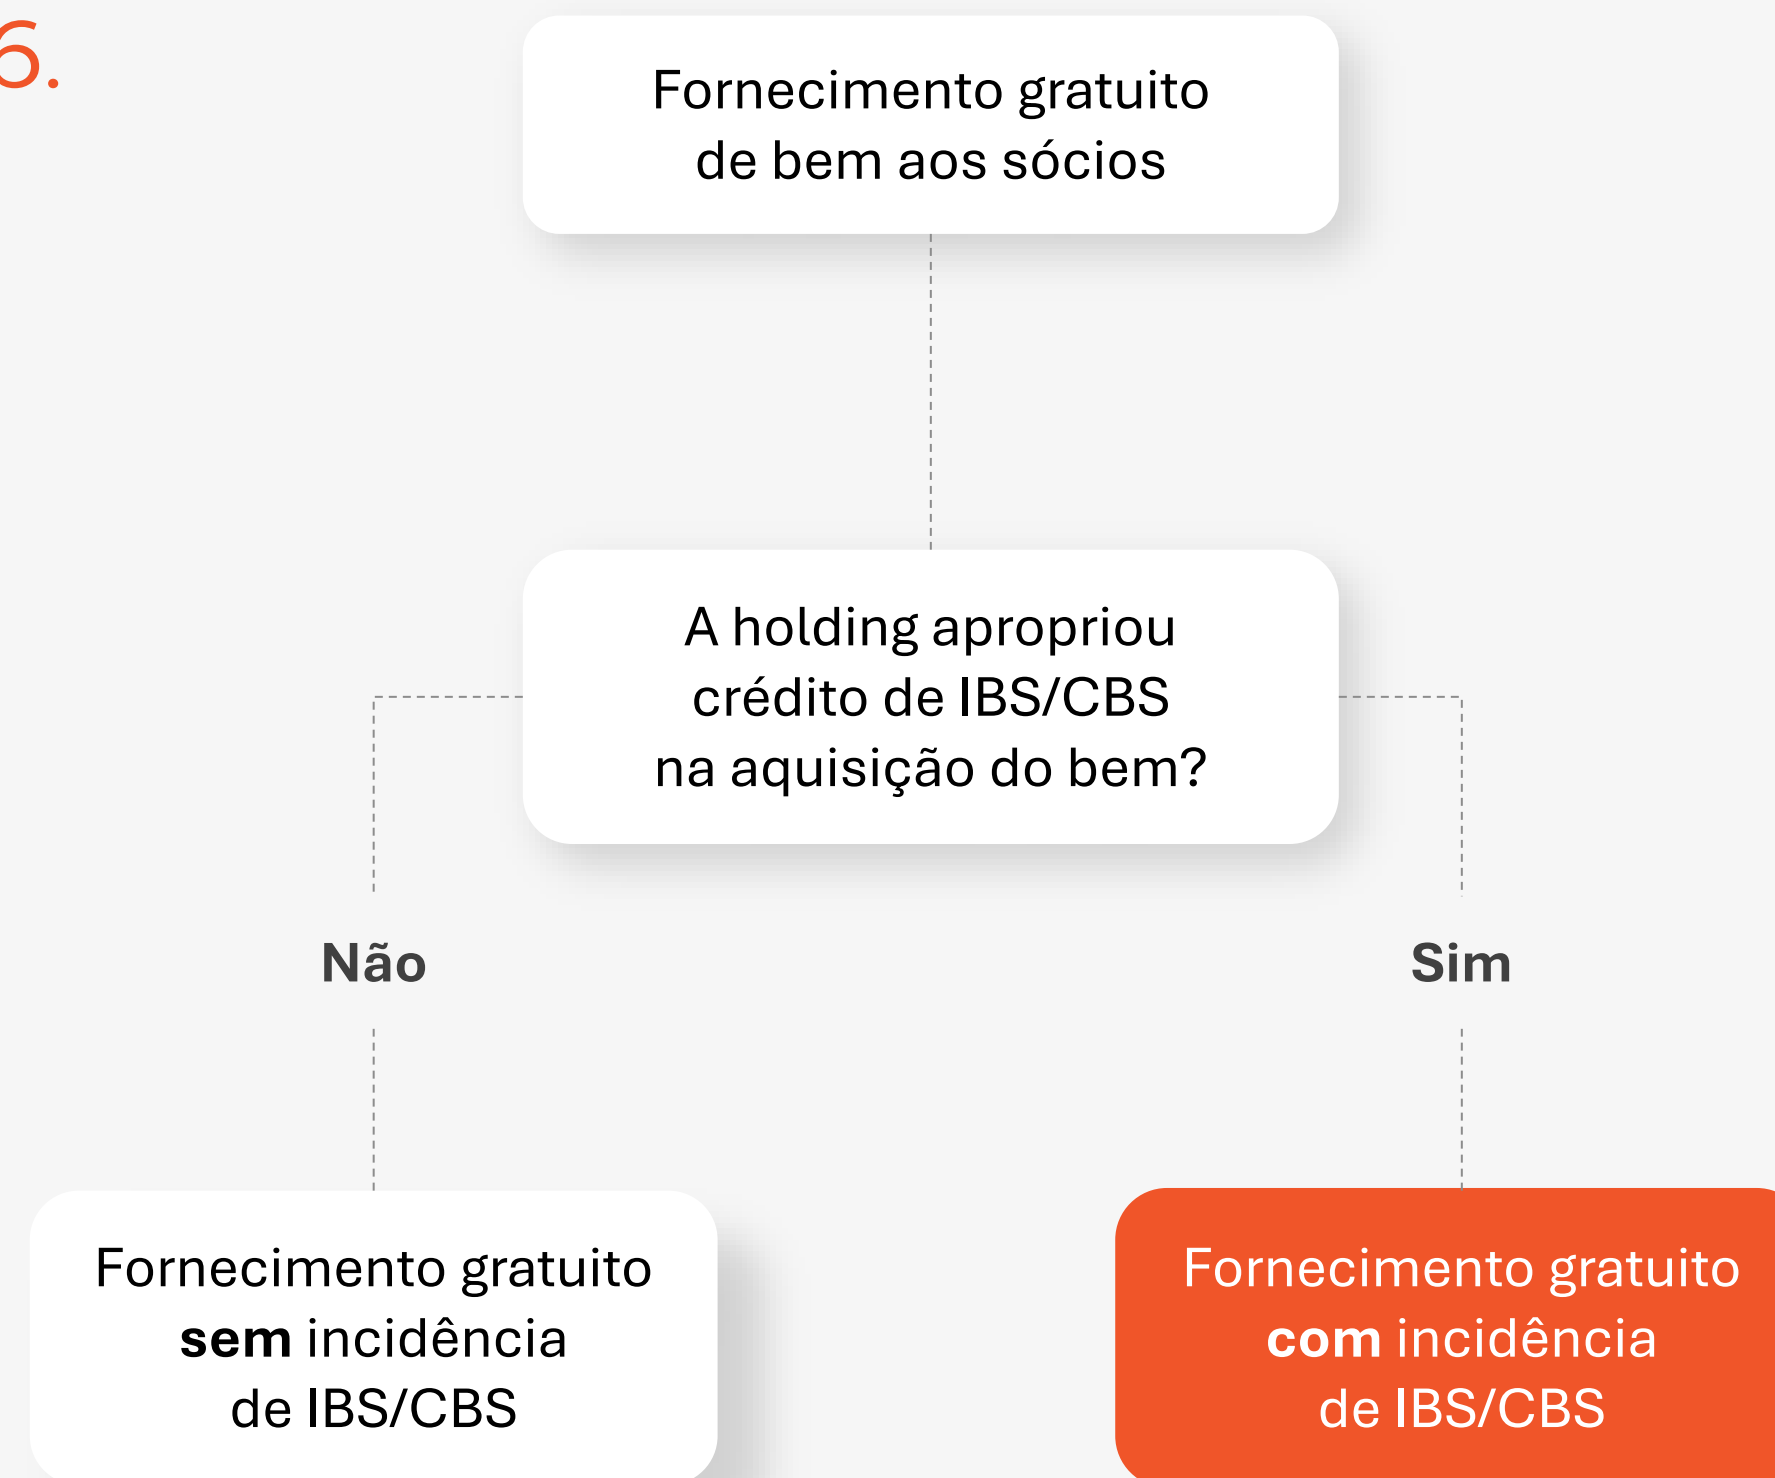 6.
Fornecimento gratuito
de bem aos sócios
A holding apropriou
crédito de IBS/CBS
na aquisição do bem?
Não
Sim
Fornecimento gratuito
sem incidência
de IBS/CBS
Fornecimento gratuito
com incidência
de IBS/CBS